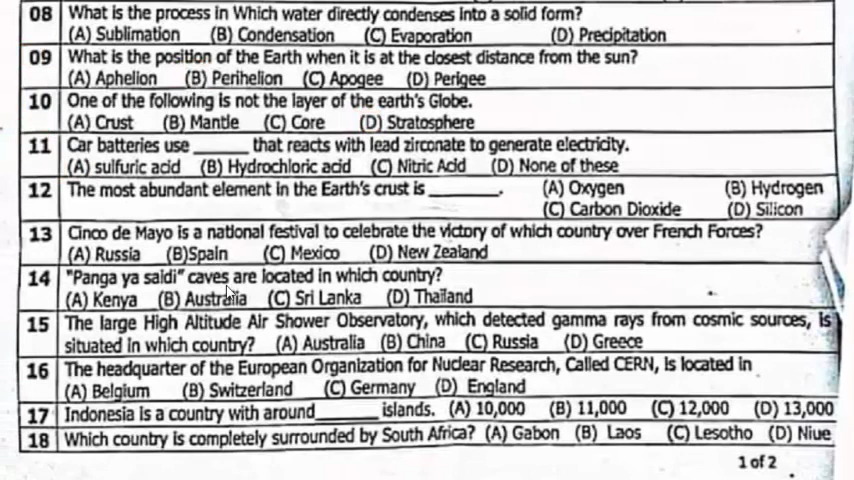 08 What is the process in Which water directly condenses into a solid form?
(A) Sublimation (B) Condensation (C) Evaporation (D) Precipitation
09 What is the position of the Earth when it is at the closest distance from the sun?
(A) Aphelion (B) Perihelion (C) Apogee (D) Perigee
10 One of the following is not the layer of the earth's Globe.
(A) Crust (B) Mantle (C) Core (D) Stratosphere
11 Car batteries use ______ that reacts with lead zirconate to generate electricity.
(A) sulfuric acid (B) Hydrochloric acid (C) Nitric Acid (D) None of these
12 The most abundant element in the Earth's crust is ________. (A) Oxygen (B) Hydrogen
(C) Carbon Dioxide (D) Silicon
13 Cinco de Mayo is a national festival to celebrate the victory of which country over French Forces?
(A) Russia (B)Spain (C) Mexico (D) New Zealand
14 "Panga ya saidi" caves are located in which country?
(A) Kenya (B) Australia (C) Sri Lanka (D) Thailand
15 The large High Altitude Air Shower Observatory, which detected gamma rays from cosmic sources, is
situated in which country? (A) Australia (B) China (C) Russia (D) Greece
16 The headquarter of the European Organization for Nuclear Research, Called CERN, is located in
(A) Belgium (B) Switzerland (C) Germany (D) England
17 Indonesia is a country with around_______ islands. (A) 10,000 (B) 11,000 (C) 12,000 (D) 13,000
18 Which country is completely surrounded by South Africa? (A) Gabon (B) Laos (C) Lesotho (D) Niue
1 of 2